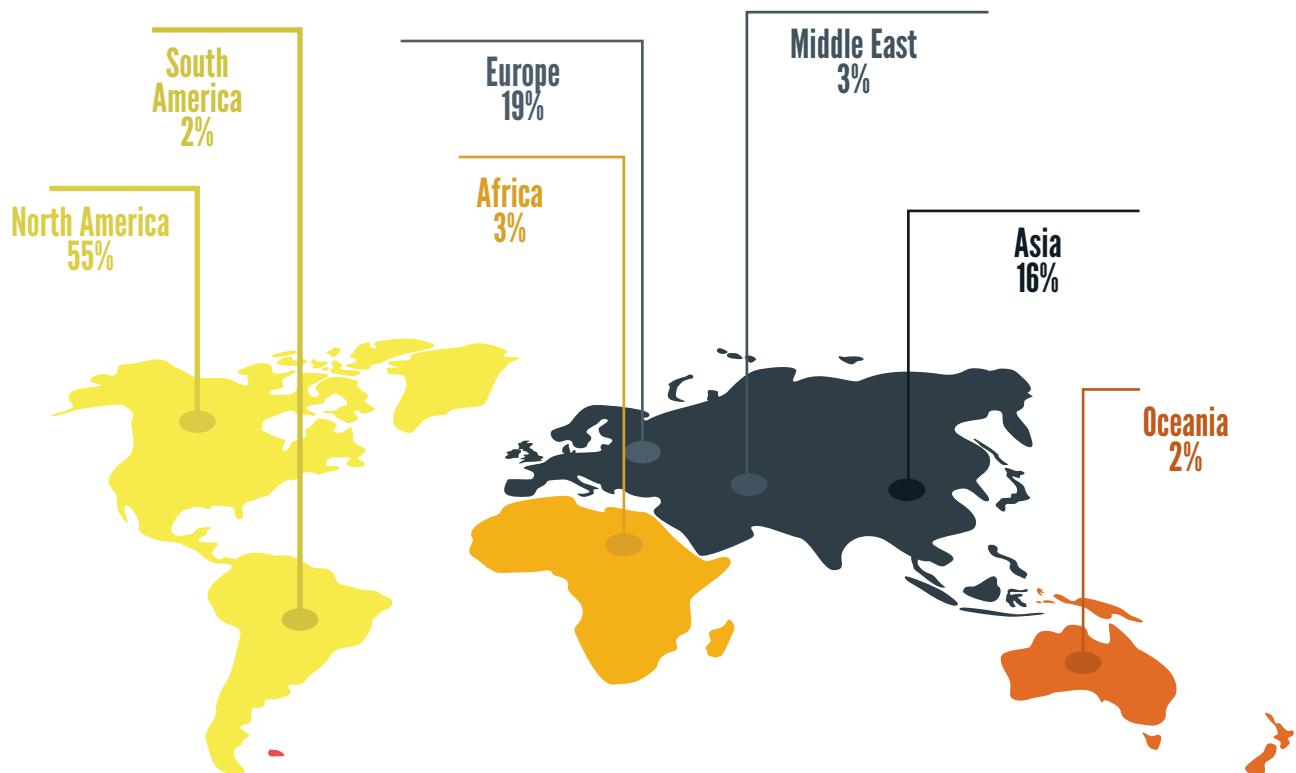 South
America
2%
Europe
19%
Middle East
3%
North America
55%
Africa
3%
Asia
16%
Oceania
2%